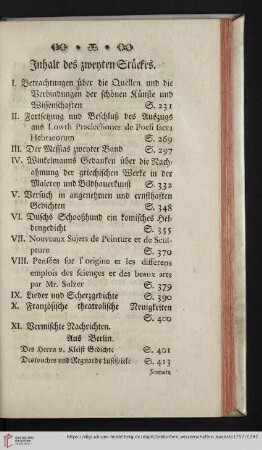 Inhalt des zweyten Stückes.
I. Betrachtungen über die Quellen und die
Verbindungen der schönen Künste und
Wissenschaften S. 231
II. Fortsetzung und Beschluß des Auszugs
aus Lowth Praelectiones de Poesi sacra
Hebraeorum S. 269
III. Der Messias zweyter Band S. 297
IV. Winkelmanns Gedanken über die Nach-
ahmung der griechischen Werke in der
Malerey und Bildhauerkunst S. 332
V. Versuch in angenehmen und ernsthaften
Gedichten S. 348
VI. Duschs Schooßhund ein komisches Hel-
dengedicht S. 355
VII. Nouveaux Sujets de Peinture et de Scul-
pture S. 370
VIII. Pensées sur l'origine et les differens
emplois des sciences et des beaux arts
par Mr. Sulzer S. 379
IX. Lieder und Scherzgedichte S. 390
X. Französische theatralische Neuigkeiten
S. 400
XI. Vermischte Nachrichten.
Aus Berlin.
Des Herrn v. Kleist Gedichte S. 401
Destouches und Regnards Lustspiele S. 413